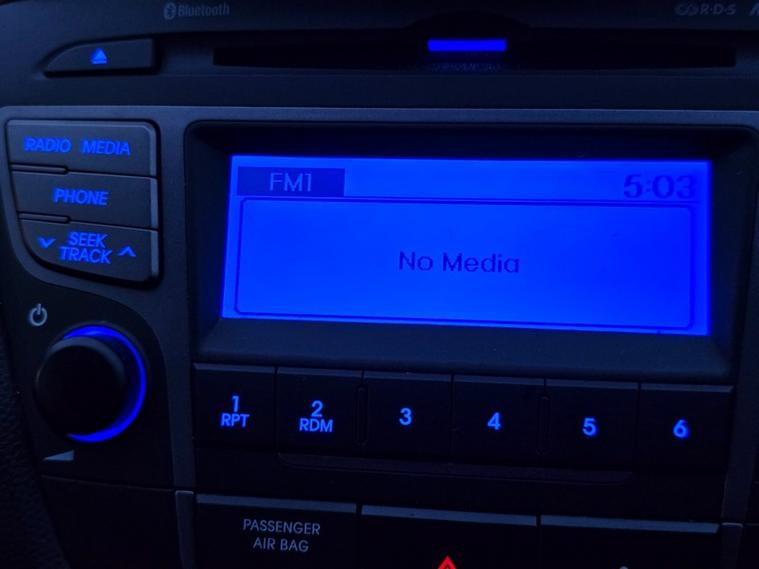 Bluetooth
R·D·S
RADIO MEDIA
FM1
5:03
PHONE
SEEK
TRACK
No Media
1
RPT
2
RDM
3
4
5
6
PASSENGER
AIR BAG